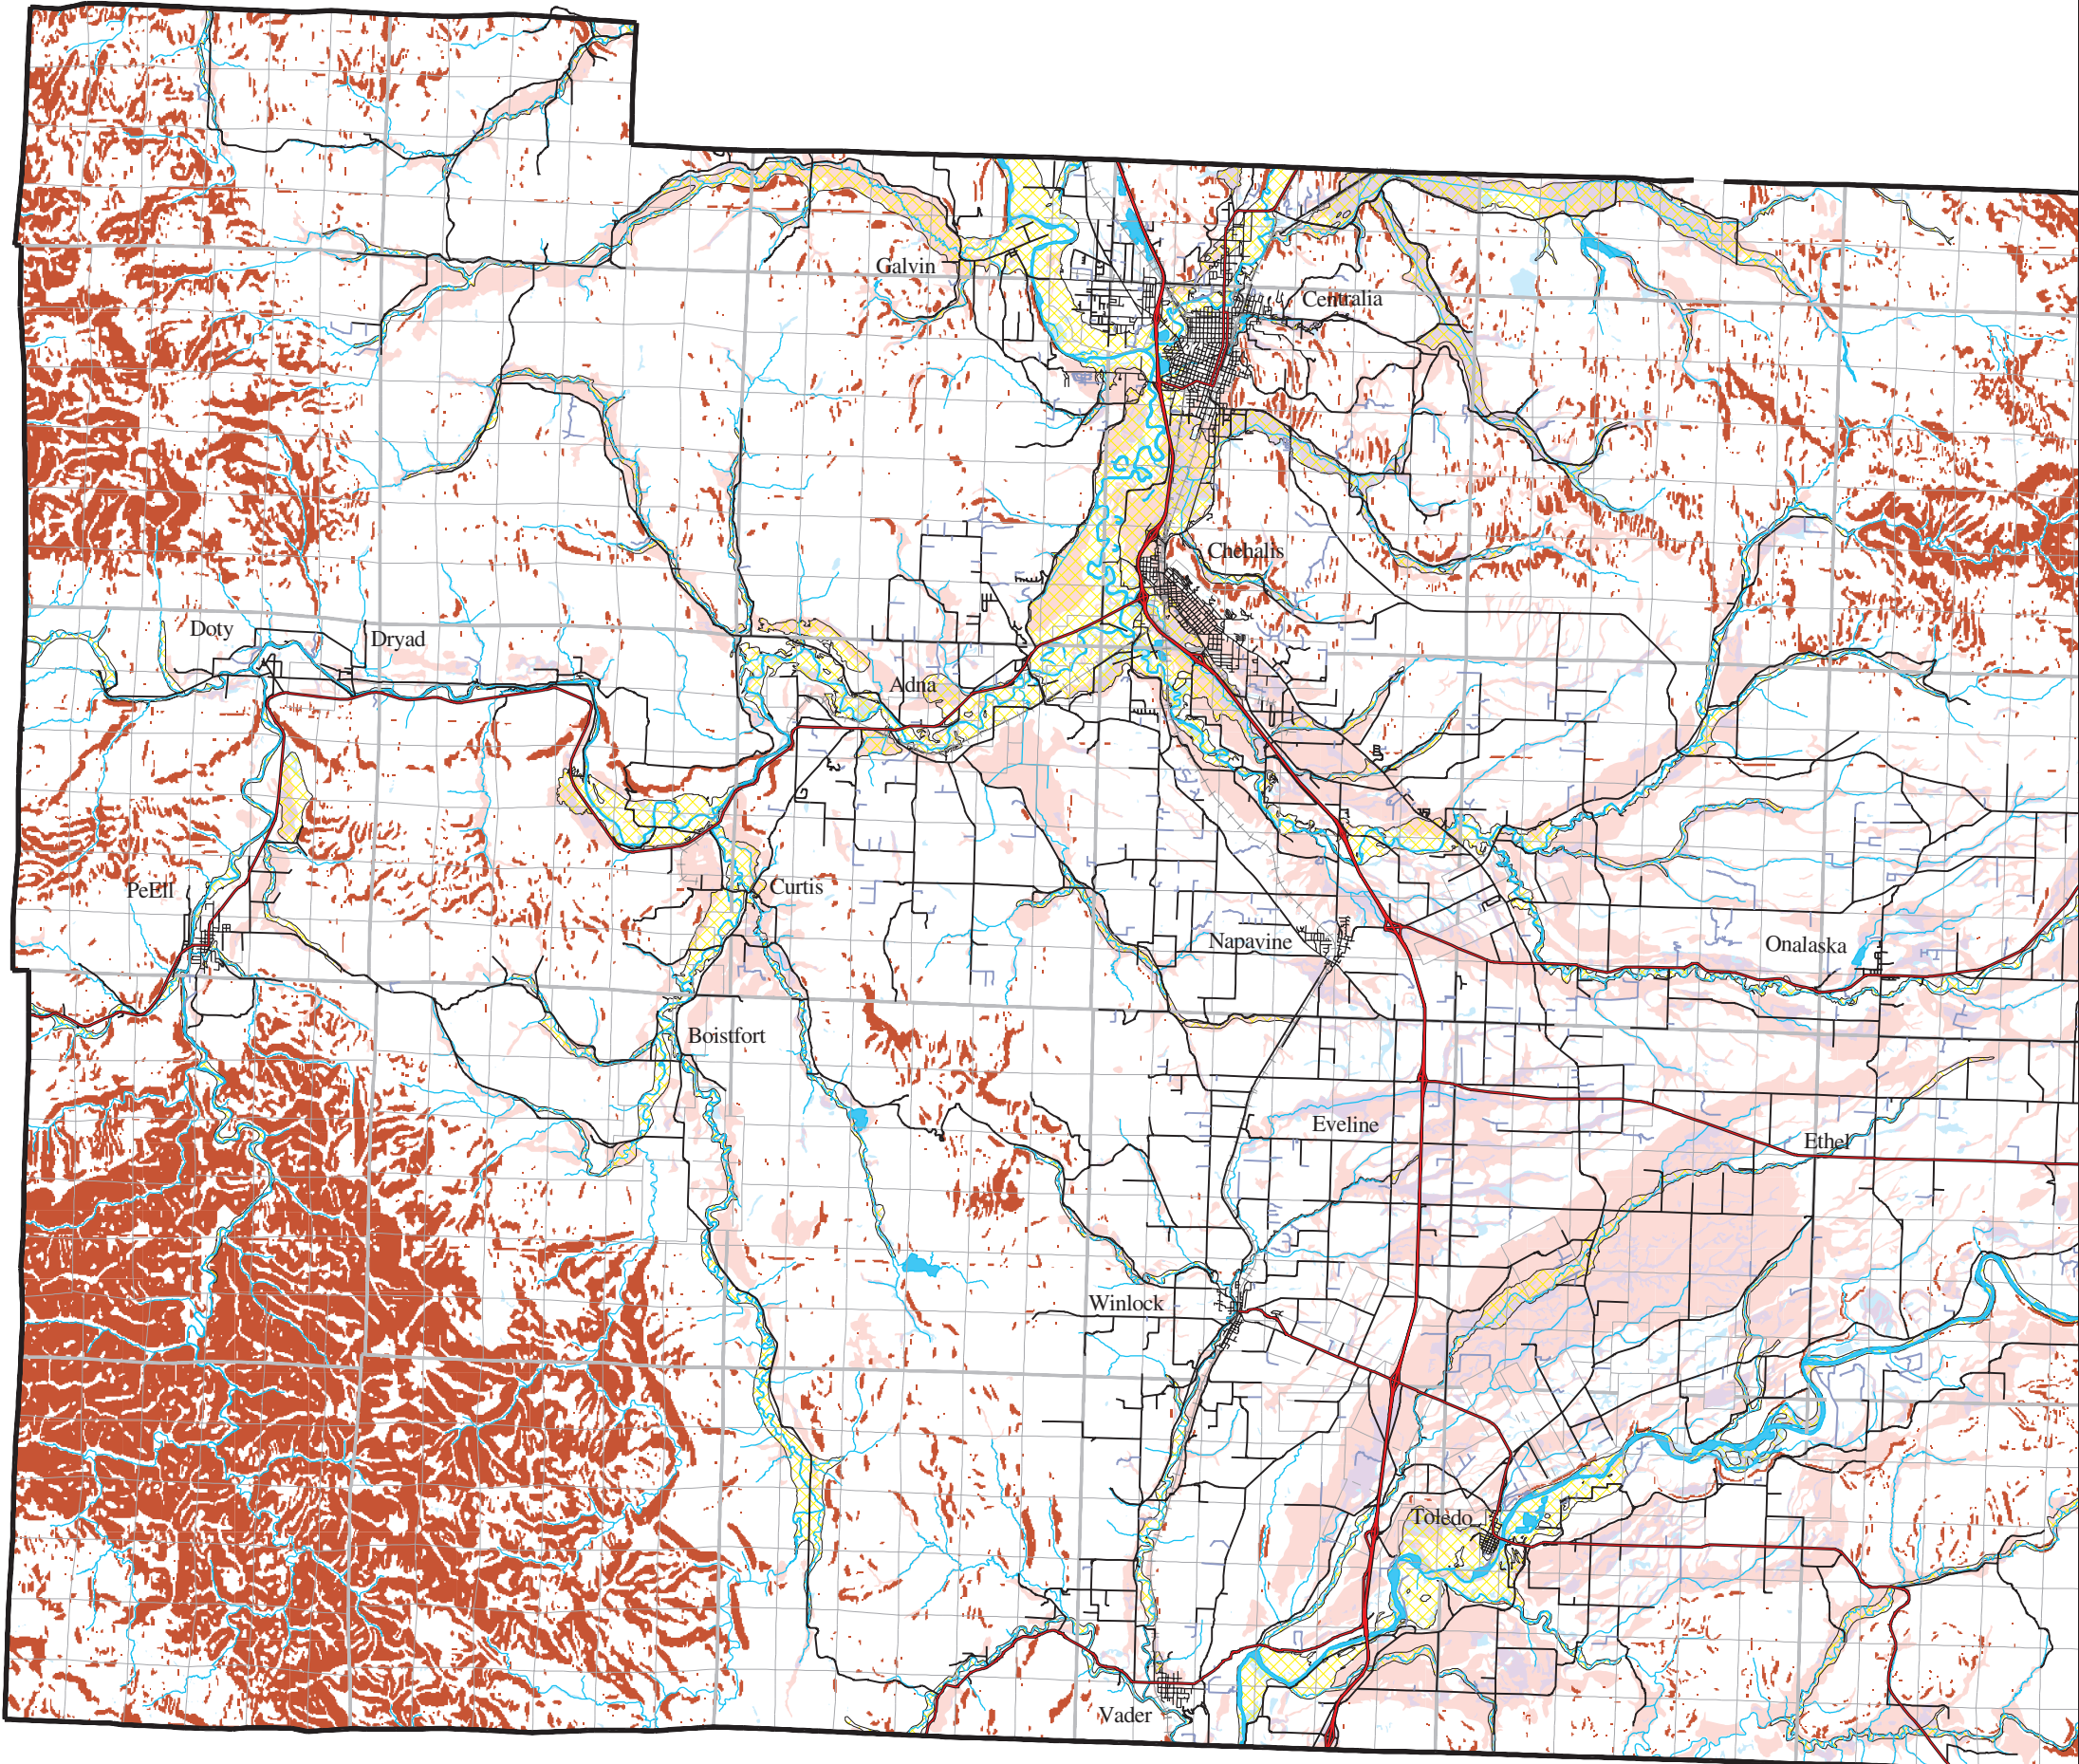 Galvin
Centralia
Chehalis
Doty
Dryad
Adna
PeEll
Curtis
Napavine
Onalaska
Boistfort
Eveline
Ethel
Winlock
Toledo
Vader